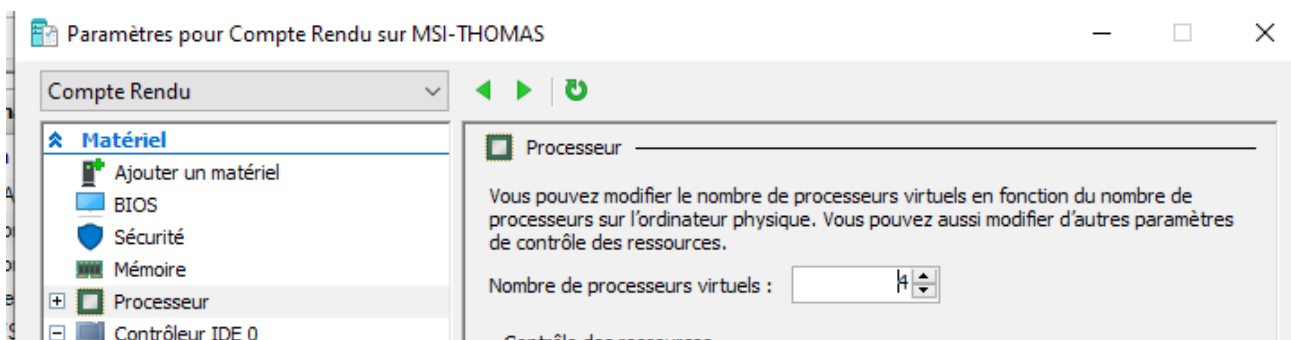 Paramètres pour Compte Rendu sur MSI-THOMAS
Compte Rendu
Matériel
Ajouter un matériel
BIOS
Sécurité
Mémoire
Processeur
Contrôleur IDE 0
Processeur
Vous pouvez modifier le nombre de processeurs virtuels en fonction du nombre de
processeurs sur l'ordinateur physique. Vous pouvez aussi modifier d'autres paramètres
de contrôle des ressources.
Nombre de processeurs virtuels :
4